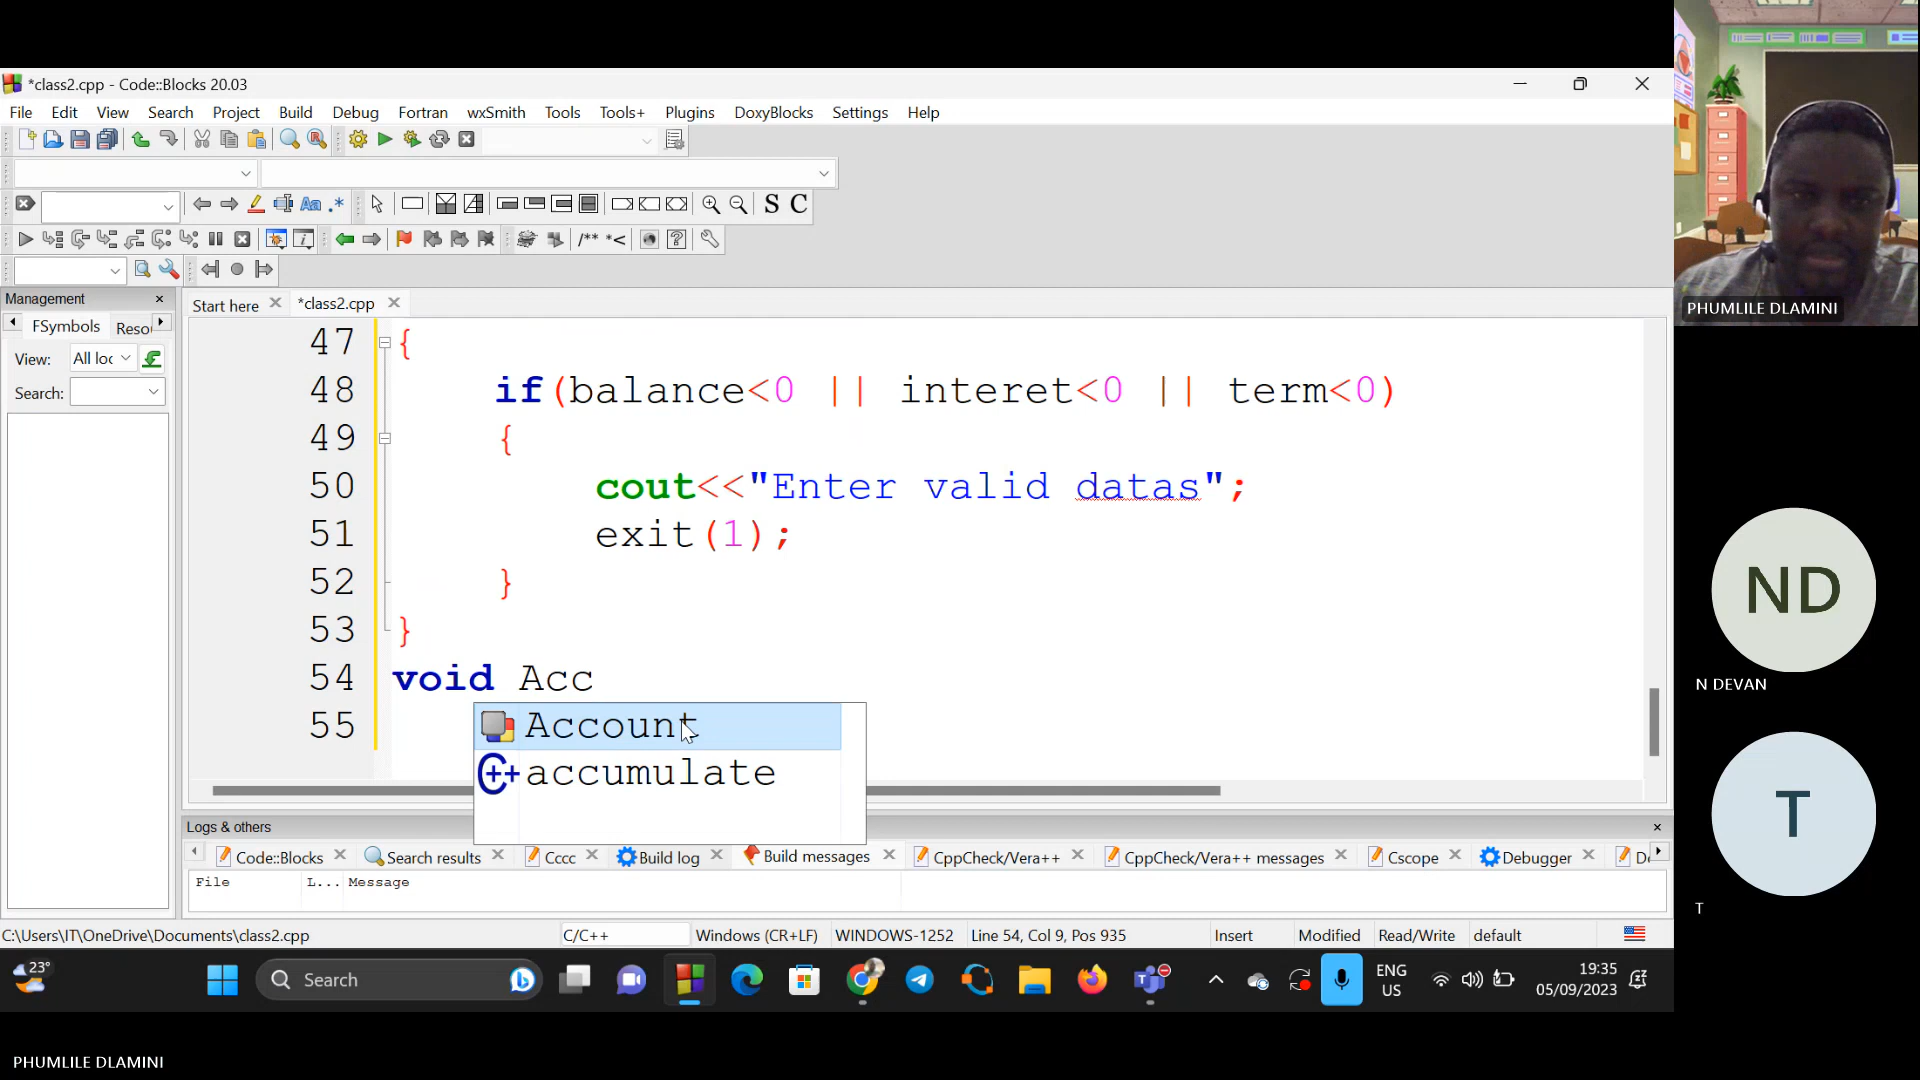 *class2.cpp - Code::Blocks 20.03
File Edit View Search Project Build Debug Fortran wxSmith Tools Tools+ Plugins DoxyBlocks Settings Help
Management
Start here *class2.cpp
FSymbols Reso
View: All loc
Search:
47 {
48 if(balance<0 || interet<0 || term<0)
49 {
50 cout<<"Enter valid datas";
51 exit(1);
52 }
53 }
54 void Acc
55
Account
accumulate
Logs & others
Code::Blocks Search results Cccc Build log Build messages CppCheck/Vera++ CppCheck/Vera++ messages Cscope Debugger
File L... Message
C:\Users\IT\OneDrive\Documents\class2.cpp C/C++ Windows (CR+LF) WINDOWS-1252 Line 54, Col 9, Pos 935 Insert Modified Read/Write default
23° Search ENG US 19:35 05/09/2023
PHUMLILE DLAMINI
ND
N DEVAN
T
T
PHUMLILE DLAMINI